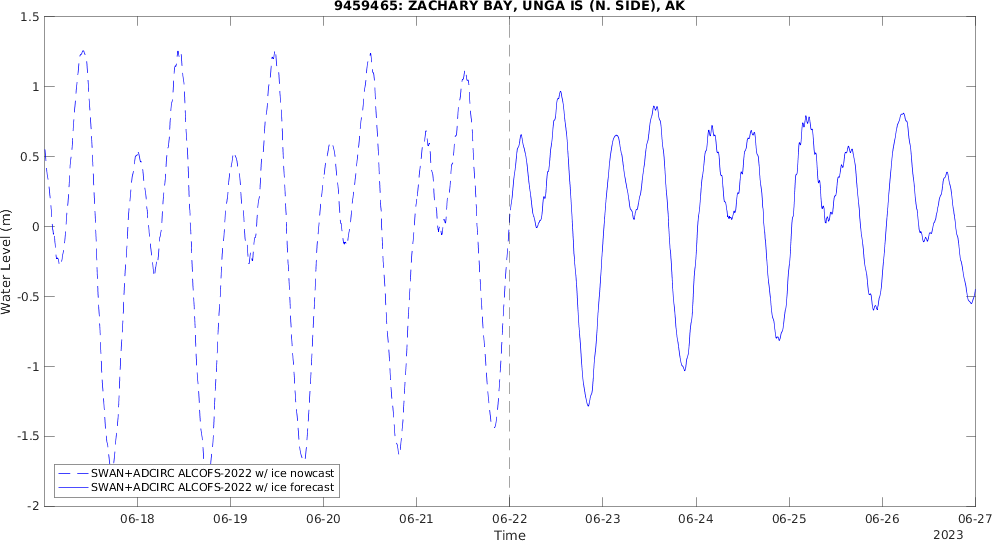 9459465: ZACHARY BAY, UNGA IS (N. SIDE), AK
1.5
1
0.5
0
-0.5
-1
-1.5
-2
Water Level (m)
SWAN+ADCIRC ALCOFS-2022 w/ ice nowcast
SWAN+ADCIRC ALCOFS-2022 w/ ice forecast
06-18 06-19 06-20 06-21 06-22 06-23 06-24 06-25 06-26 06-27
Time
2023